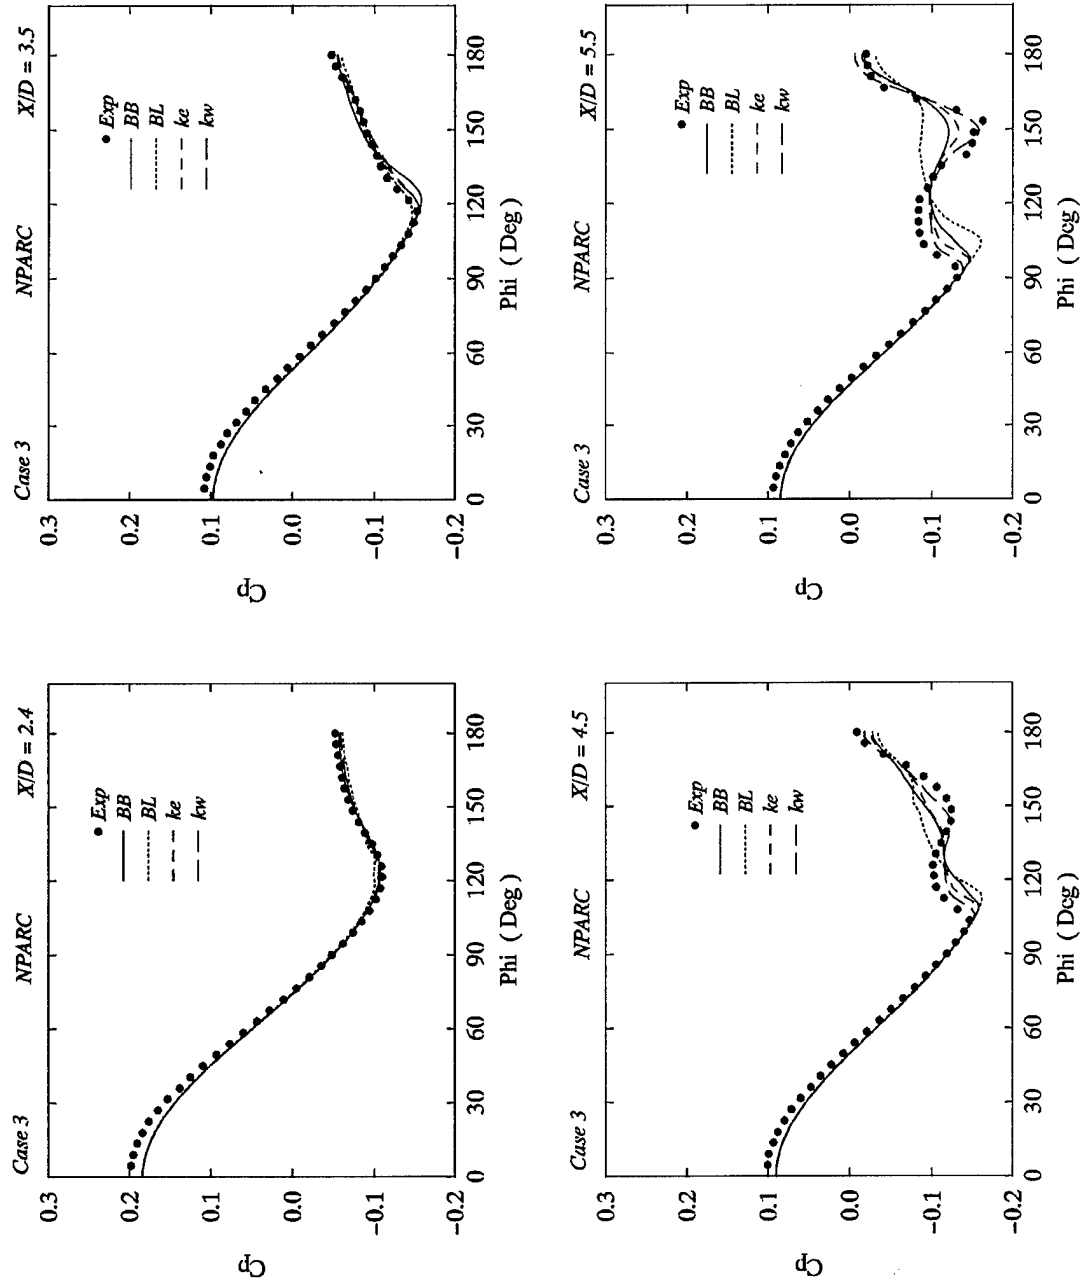 Case 3 NPARC X/D = 2.4
Exp
BB
BL
ke
kw
0.3
0.2
0.1
0.0
−0.1
−0.2
Cp
0 30 60 90 120 150 180
Phi ( Deg )
Case 3 NPARC X/D = 3.5
Exp
BB
BL
ke
kw
0.3
0.2
0.1
0.0
−0.1
−0.2
Cp
0 30 60 90 120 150 180
Phi ( Deg )
Case 3 NPARC X/D = 4.5
Exp
BB
BL
ke
kw
0.3
0.2
0.1
0.0
−0.1
−0.2
Cp
0 30 60 90 120 150 180
Phi ( Deg )
Case 3 NPARC X/D = 5.5
Exp
BB
BL
ke
kw
0.3
0.2
0.1
0.0
−0.1
−0.2
Cp
0 30 60 90 120 150 180
Phi ( Deg )